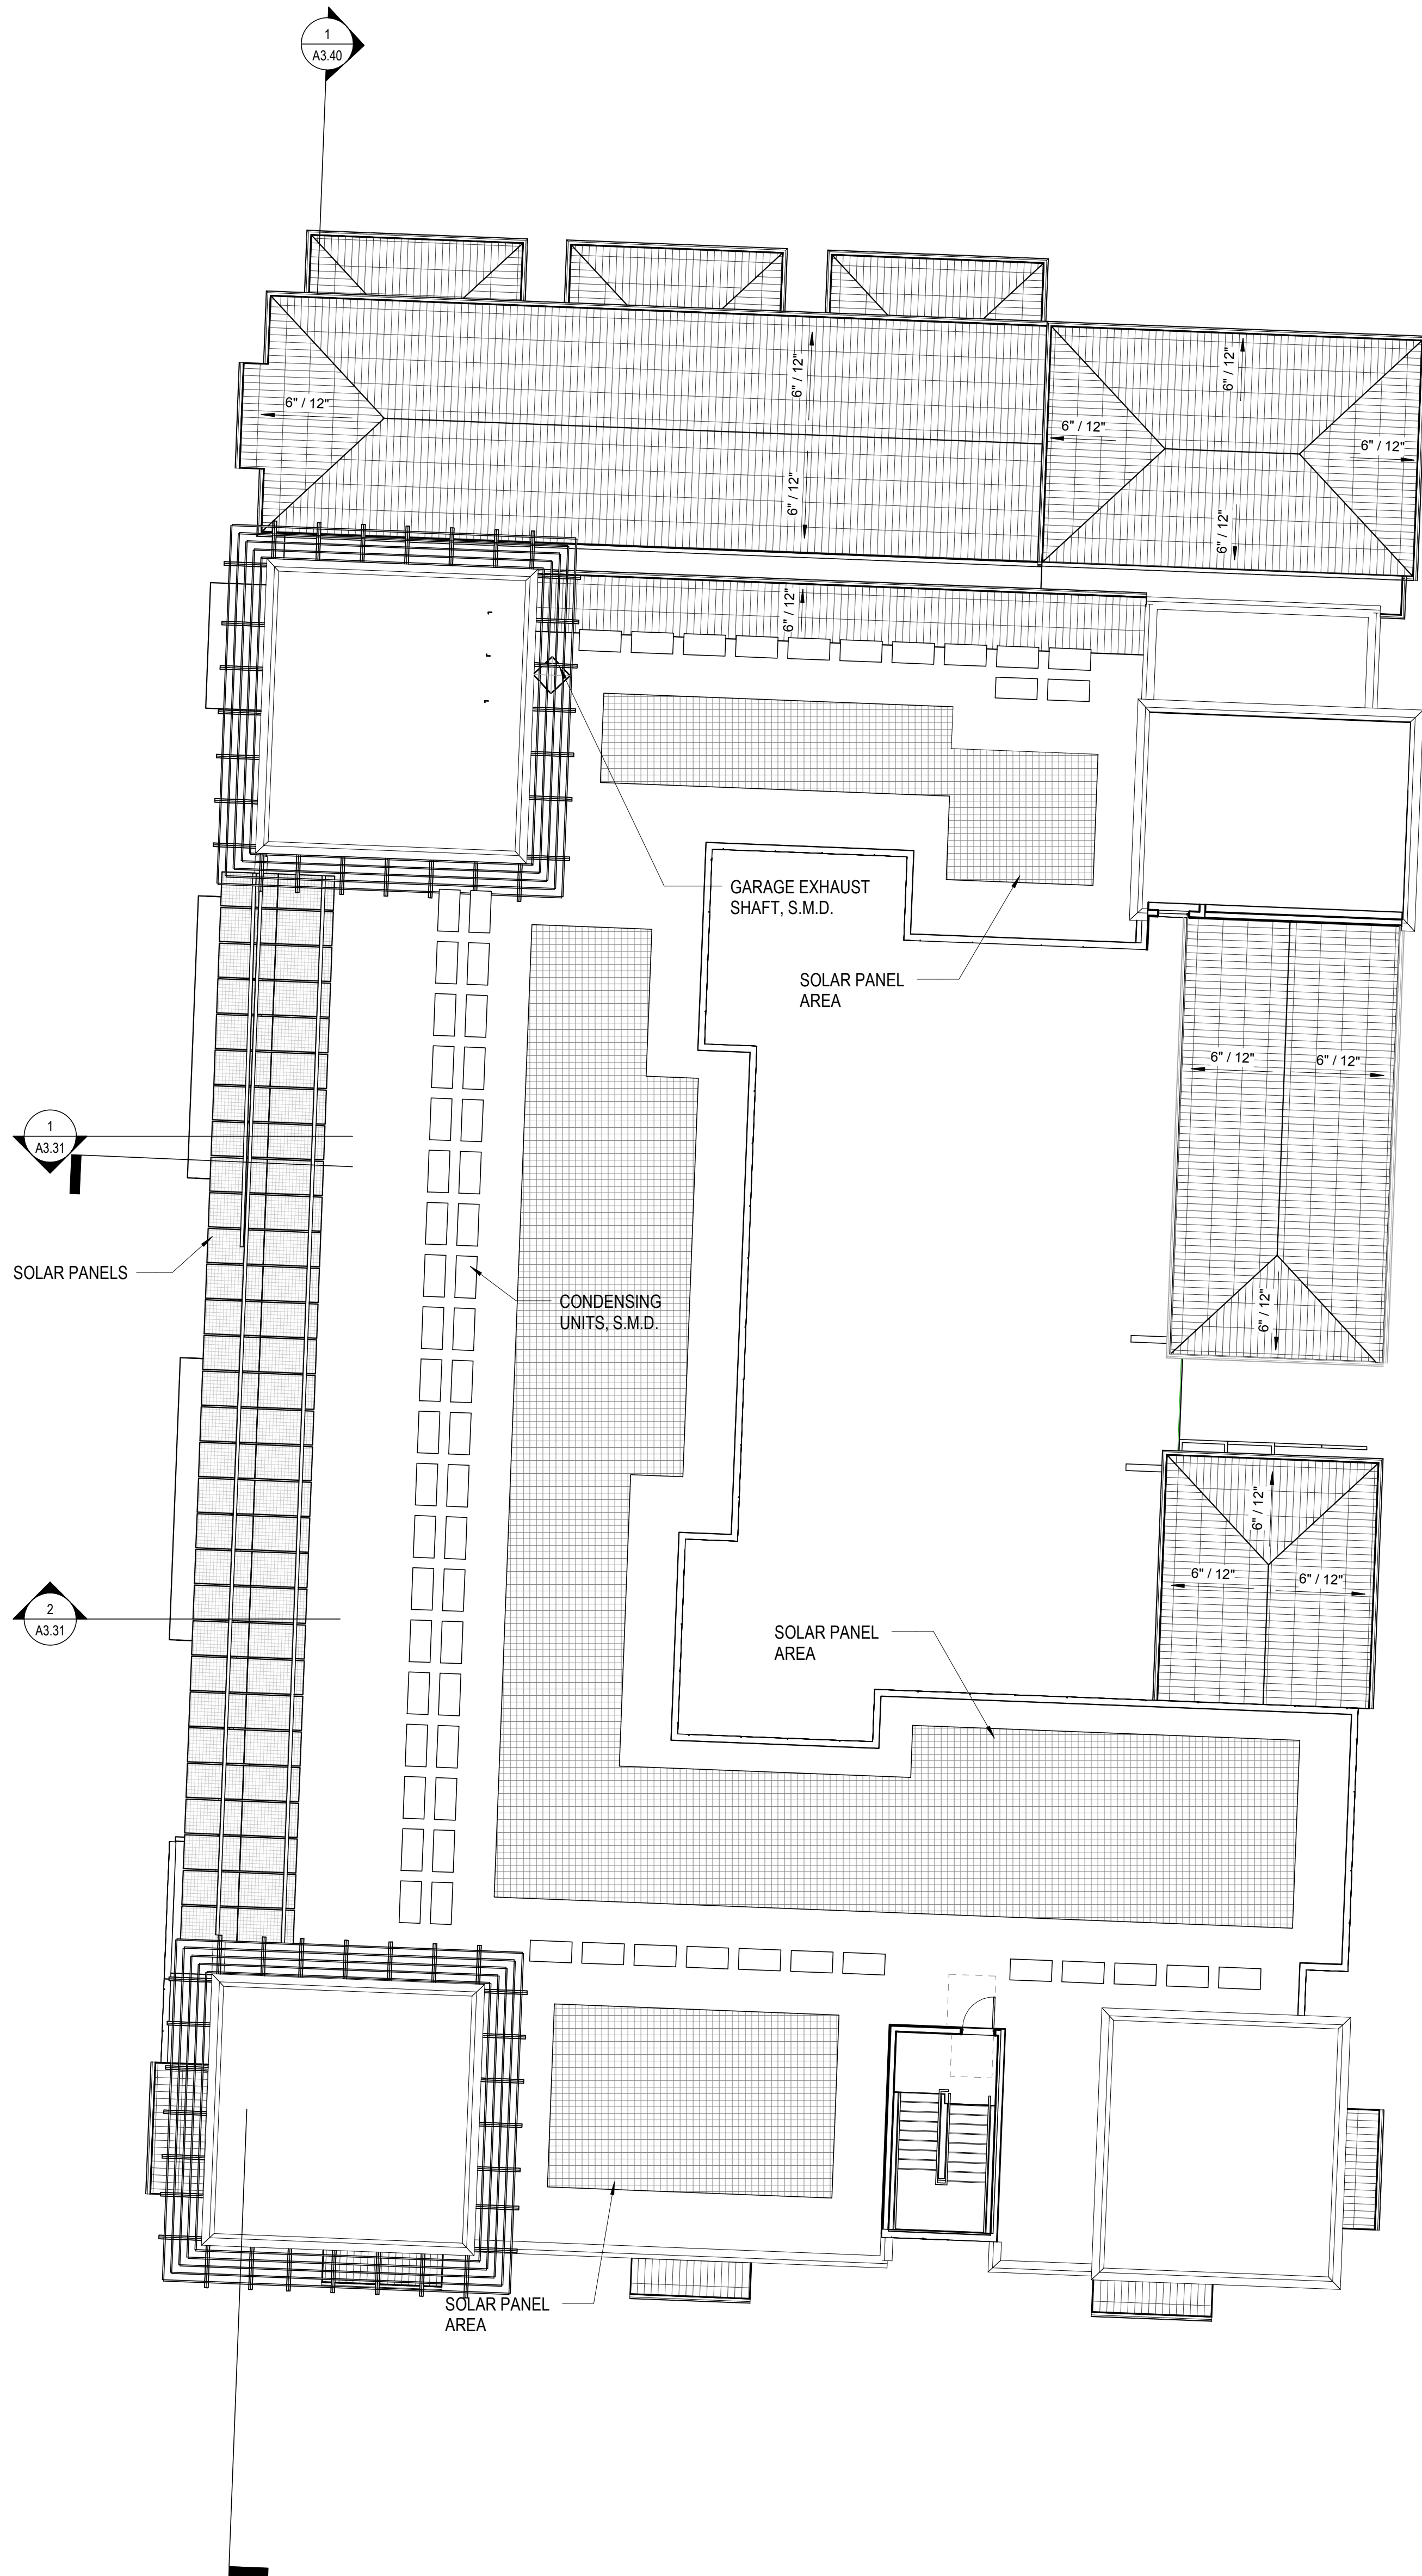 1
A3.40
6" / 12"
6" / 12"
6" / 12"
6" / 12"
6" / 12"
6" / 12"
6" / 12"
6" / 12"
GARAGE EXHAUST
SHAFT, S.M.D.
SOLAR PANEL
AREA
6" / 12"
6" / 12"
1
A3.31
SOLAR PANELS
CONDENSING
UNITS, S.M.D.
6" / 12"
6" / 12"
6" / 12"
6" / 12"
2
A3.31
SOLAR PANEL
AREA
SOLAR PANEL
AREA